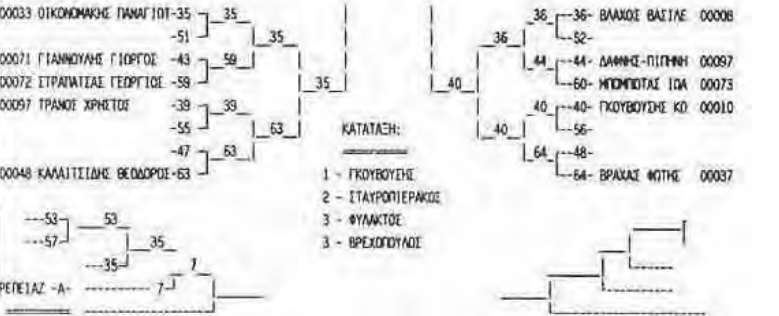 00033 ΟΙΚΟΝΟΜΑΚΗΣ ΠΑΝΑΓΙΩΤ-35 35 36 -36- ΒΛΑΧΟΣ ΒΑΣΙΛΕ 00008
-51 35 36 -52-
00071 ΓΙΑΝΝΟΥΛΗΣ ΓΙΩΡΓΟΣ -43 59 44 -44- ΔΑΦΝΗΣ-ΠΙΠΗΝΗ 00097
00072 ΣΤΡΑΠΑΤΣΑΣ ΓΕΩΡΓΙΟΣ -59 35 40 -60- ΜΠΟΜΠΟΤΑΣ ΙΩΑ 00073
00097 ΤΡΑΝΟΣ ΧΡΗΣΤΟΣ -39 39 40 -40- ΓΚΟΥΒΟΥΣΗΣ ΚΩ 00010
-55 63 ΚΑΤΑΤΑΞΗ: 40 -56-
-47 63 64 -48-
00048 ΚΑΛΑΙΤΣΙΔΗΣ ΘΕΟΔΩΡΟΣ-63 1 - ΓΚΟΥΒΟΥΣΗΣ -64- ΒΡΑΧΑΣ ΦΩΤΗΣ 00037
2 - ΣΤΑΥΡΟΠΙΕΡΑΚΟΣ
---53 53 3 - ΦΥΛΑΚΤΟΣ
---57 35 3 - ΒΡΕΧΟΠΟΥΛΟΣ
---35 7
ΡΕΠΕΣΑΖ -Α- --------- 7